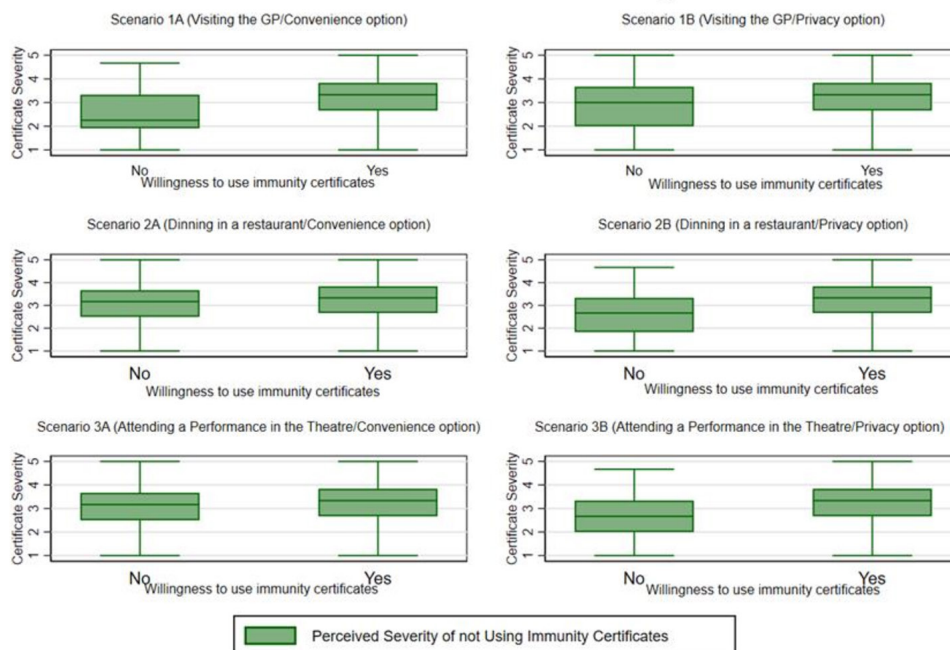 Scenario 1A (Visiting the GP/Convenience option)
Certificate Severity
5
4
3
2
1
No
Yes
Willingness to use immunity certificates
Scenario 1B (Visiting the GP/Privacy option)
Certificate Severity
5
4
3
2
1
No
Yes
Willingness to use immunity certificates
Scenario 2A (Dinning in a restaurant/Convenience option)
Certificate Severity
5
4
3
2
1
No
Yes
Willingness to use immunity certificates
Scenario 2B (Dinning in a restaurant/Privacy option)
Certificate Severity
5
4
3
2
1
No
Yes
Willingness to use immunity certificates
Scenario 3A (Attending a Performance in the Theatre/Convenience option)
Certificate Severity
5
4
3
2
1
No
Yes
Willingness to use immunity certificates
Scenario 3B (Attending a Performance in the Theatre/Privacy option)
Certificate Severity
5
4
3
2
1
No
Yes
Willingness to use immunity certificates
Perceived Severity of not Using Immunity Certificates